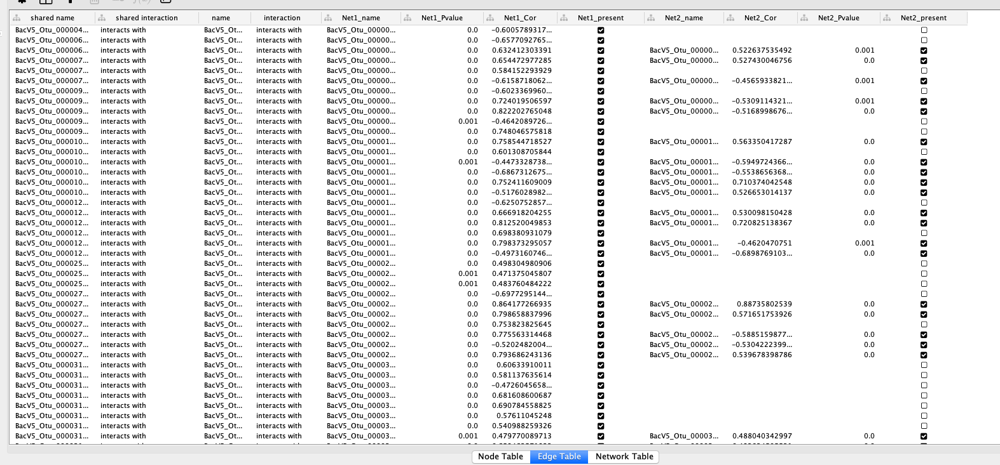 shared name shared interaction name interaction Net1_name Net1_Pvalue Net1_Cor Net1_present Net2_name Net2_Cor Net2_Pvalue Net2_present
BacV5_Otu_000004... interacts with BacV5_Ot... interacts with BacV5_Otu_00000... 0.0 -0.6005789317...
BacV5_Otu_000006... interacts with BacV5_Ot... interacts with BacV5_Otu_00000... 0.0 -0.6577092765...
BacV5_Otu_000006... interacts with BacV5_Ot... interacts with BacV5_Otu_00000... 0.0 0.632412303391 BacV5_Otu_00000... 0.522637535492 0.001
BacV5_Otu_000007... interacts with BacV5_Ot... interacts with BacV5_Otu_00000... 0.0 0.654472977285 BacV5_Otu_00000... 0.527430046756 0.0
BacV5_Otu_000007... interacts with BacV5_Ot... interacts with BacV5_Otu_00000... 0.0 0.584152293929
BacV5_Otu_000007... interacts with BacV5_Ot... interacts with BacV5_Otu_00000... 0.0 -0.6158718062... BacV5_Otu_00000... -0.4565933821... 0.001
BacV5_Otu_000009... interacts with BacV5_Ot... interacts with BacV5_Otu_00000... 0.0 -0.6023369960...
BacV5_Otu_000009... interacts with BacV5_Ot... interacts with BacV5_Otu_00000... 0.0 0.724019506597 BacV5_Otu_00000... -0.5309114321... 0.001
BacV5_Otu_000009... interacts with BacV5_Ot... interacts with BacV5_Otu_00000... 0.0 0.822202765048 BacV5_Otu_00000... -0.5168998676... 0.0
BacV5_Otu_000009... interacts with BacV5_Ot... interacts with BacV5_Otu_00000... 0.001 -0.4642089726...
BacV5_Otu_000009... interacts with BacV5_Ot... interacts with BacV5_Otu_00000... 0.0 0.748046575818
BacV5_Otu_000010... interacts with BacV5_Ot... interacts with BacV5_Otu_00001... 0.0 0.758544718527 BacV5_Otu_00001... 0.563350417287 0.0
BacV5_Otu_000010... interacts with BacV5_Ot... interacts with BacV5_Otu_00001... 0.0 0.601308705844
BacV5_Otu_000010... interacts with BacV5_Ot... interacts with BacV5_Otu_00001... 0.001 -0.4473328738... BacV5_Otu_00001... -0.5949724366... 0.0
BacV5_Otu_000010... interacts with BacV5_Ot... interacts with BacV5_Otu_00001... 0.0 -0.6867312675... BacV5_Otu_00001... -0.5538656368... 0.0
BacV5_Otu_000010... interacts with BacV5_Ot... interacts with BacV5_Otu_00001... 0.0 0.752411609009 BacV5_Otu_00001... 0.710374042548 0.0
BacV5_Otu_000010... interacts with BacV5_Ot... interacts with BacV5_Otu_00001... 0.0 -0.5176028982... BacV5_Otu_00001... 0.526653014137 0.0
BacV5_Otu_000012... interacts with BacV5_Ot... interacts with BacV5_Otu_00001... 0.0 -0.6250752857...
BacV5_Otu_000012... interacts with BacV5_Ot... interacts with BacV5_Otu_00001... 0.0 0.666918204255 BacV5_Otu_00001... 0.530098150428 0.0
BacV5_Otu_000012... interacts with BacV5_Ot... interacts with BacV5_Otu_00001... 0.0 0.812520049853 BacV5_Otu_00001... 0.720825138367 0.0
BacV5_Otu_000012... interacts with BacV5_Ot... interacts with BacV5_Otu_00001... 0.0 0.698380931079
BacV5_Otu_000012... interacts with BacV5_Ot... interacts with BacV5_Otu_00001... 0.0 0.798373295057 BacV5_Otu_00001... -0.4620470751 0.001
BacV5_Otu_000012... interacts with BacV5_Ot... interacts with BacV5_Otu_00001... 0.0 -0.4973160746... BacV5_Otu_00001... -0.6898769103... 0.0
BacV5_Otu_000025... interacts with BacV5_Ot... interacts with BacV5_Otu_00002... 0.0 0.498304980906
BacV5_Otu_000025... interacts with BacV5_Ot... interacts with BacV5_Otu_00002... 0.001 0.471375045807
BacV5_Otu_000025... interacts with BacV5_Ot... interacts with BacV5_Otu_00002... 0.001 0.483760484222
BacV5_Otu_000027... interacts with BacV5_Ot... interacts with BacV5_Otu_00002... 0.0 -0.6977295144...
BacV5_Otu_000027... interacts with BacV5_Ot... interacts with BacV5_Otu_00002... 0.0 0.864177266935 BacV5_Otu_00002... 0.88735802539 0.0
BacV5_Otu_000027... interacts with BacV5_Ot... interacts with BacV5_Otu_00002... 0.0 0.798658837996 BacV5_Otu_00002... 0.571651753926 0.0
BacV5_Otu_000027... interacts with BacV5_Ot... interacts with BacV5_Otu_00002... 0.0 0.753823825645
BacV5_Otu_000027... interacts with BacV5_Ot... interacts with BacV5_Otu_00002... 0.0 0.775563314468 BacV5_Otu_00002... -0.5885159877... 0.0
BacV5_Otu_000027... interacts with BacV5_Ot... interacts with BacV5_Otu_00002... 0.0 -0.5202482004... BacV5_Otu_00002... -0.5304222399... 0.0
BacV5_Otu_000027... interacts with BacV5_Ot... interacts with BacV5_Otu_00002... 0.0 0.793686243136 BacV5_Otu_00002... 0.539678398786 0.0
BacV5_Otu_000031... interacts with BacV5_Ot... interacts with BacV5_Otu_00003... 0.0 0.60633910011
BacV5_Otu_000031... interacts with BacV5_Ot... interacts with BacV5_Otu_00003... 0.0 0.581137635614
BacV5_Otu_000031... interacts with BacV5_Ot... interacts with BacV5_Otu_00003... 0.0 -0.4726045658...
BacV5_Otu_000031... interacts with BacV5_Ot... interacts with BacV5_Otu_00003... 0.0 0.681608600687
BacV5_Otu_000031... interacts with BacV5_Ot... interacts with BacV5_Otu_00003... 0.0 0.690784558825
BacV5_Otu_000031... interacts with BacV5_Ot... interacts with BacV5_Otu_00003... 0.0 0.57611045248
BacV5_Otu_000031... interacts with BacV5_Ot... interacts with BacV5_Otu_00003... 0.0 0.540988259326
BacV5_Otu_000031... interacts with BacV5_Ot... interacts with BacV5_Otu_00003... 0.001 0.479770089713 BacV5_Otu_00003... 0.488040342997 0.0
Node Table Edge Table Network Table